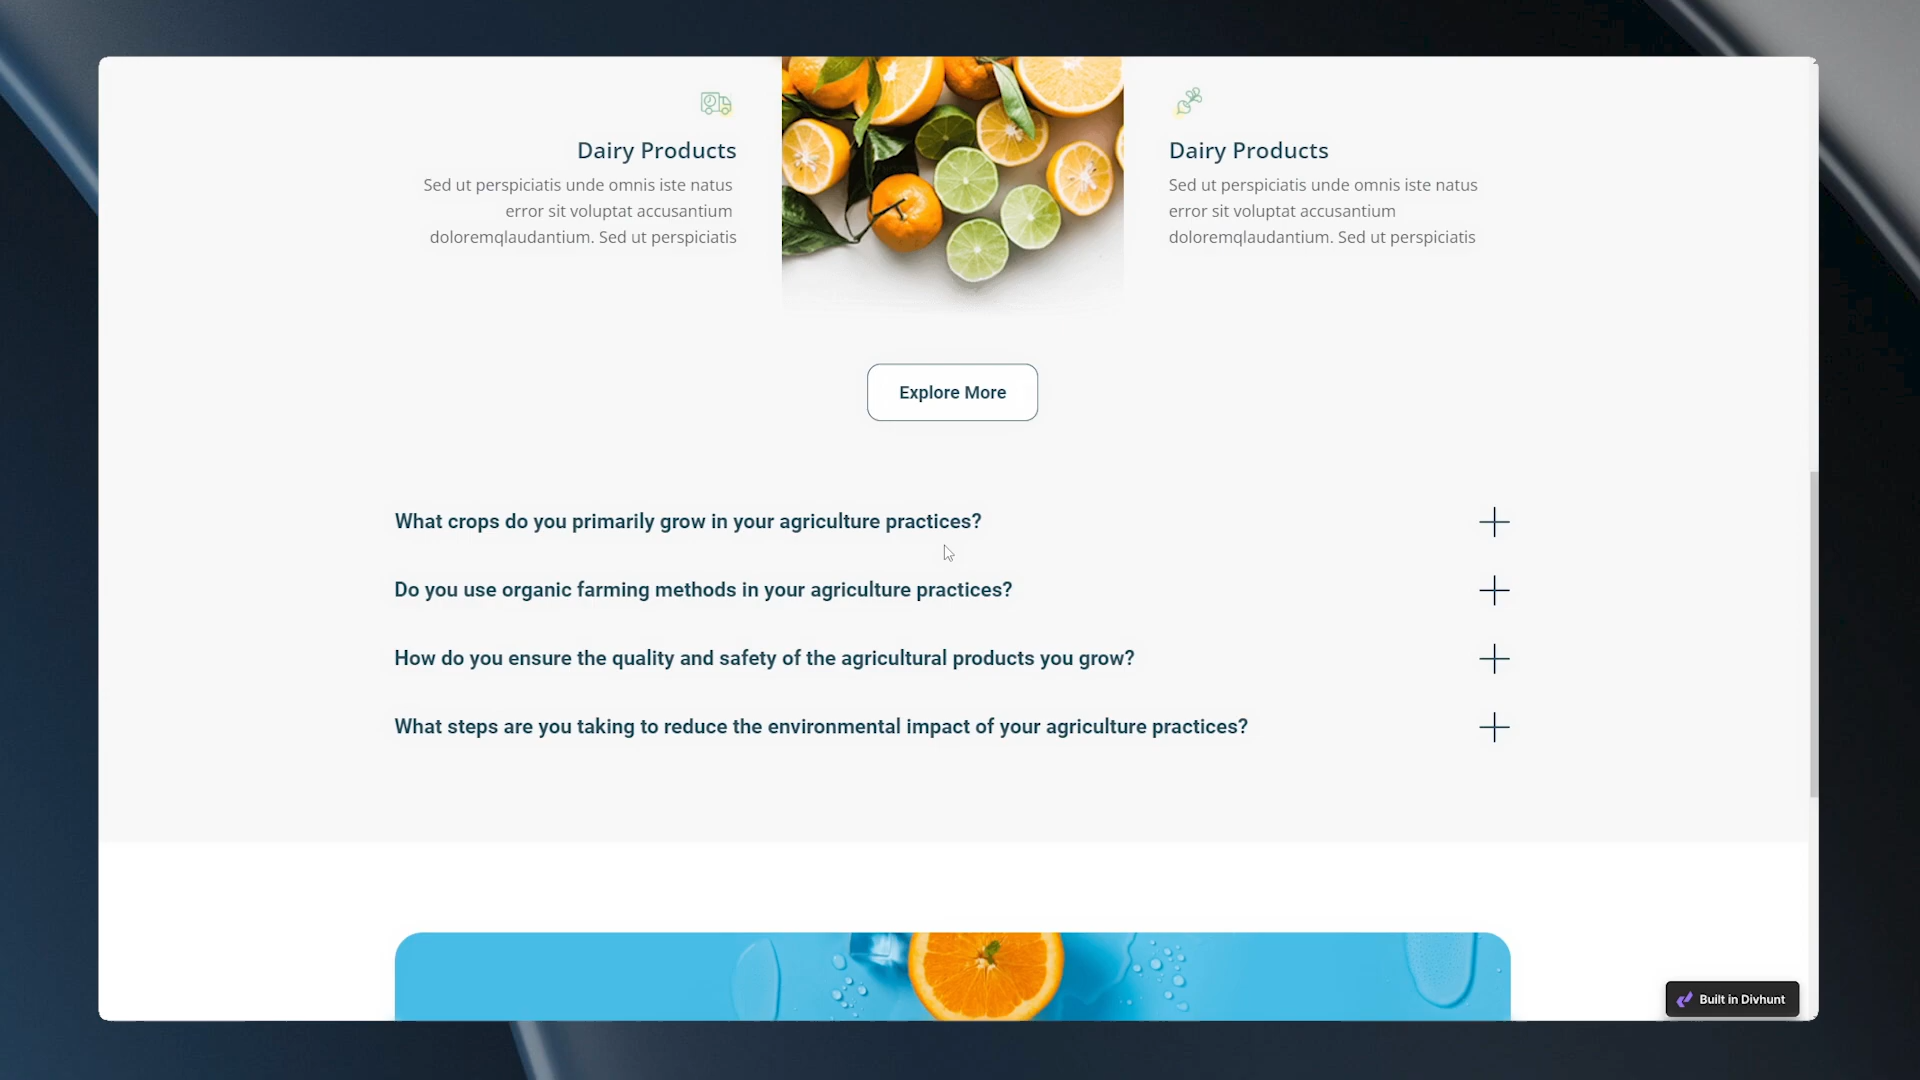 Dairy Products
Sed ut perspiciatis unde omnis iste natus
error sit voluptat accusantium
doloremqlaudantium. Sed ut perspiciatis
Dairy Products
Sed ut perspiciatis unde omnis iste natus
error sit voluptat accusantium
doloremqlaudantium. Sed ut perspiciatis
Explore More
What crops do you primarily grow in your agriculture practices?
Do you use organic farming methods in your agriculture practices?
How do you ensure the quality and safety of the agricultural products you grow?
What steps are you taking to reduce the environmental impact of your agriculture practices?
Built in Divhunt